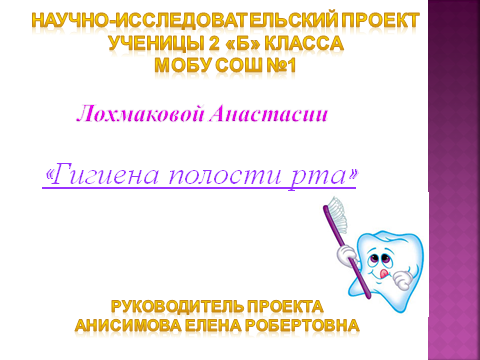 НАУЧНО-ИССЛЕДОВАТЕЛЬСКИЙ ПРОЕКТ
УЧЕНИЦЫ 2 «Б» КЛАССА
МОБУ СОШ №1
Лохмаковой Анастасии
«Гигиена полости рта»
РУКОВОДИТЕЛЬ ПРОЕКТА
АНИСИМОВА ЕЛЕНА РОБЕРТОВНА